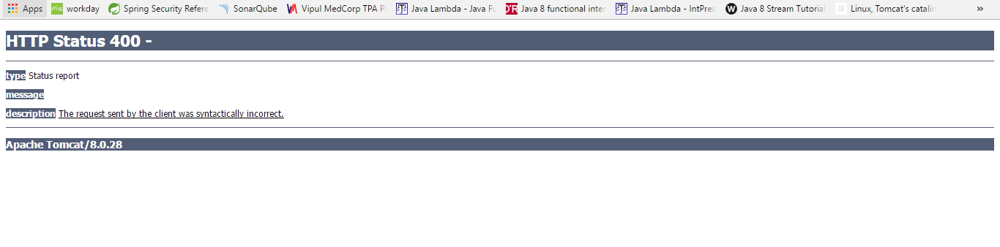 Apps workday Spring Security Refere SonarQube Vipul MedCorp TPA P Java Lambda - Java Fu Java 8 functional inter Java Lambda - IntPred Java 8 Stream Tutorial Linux, Tomcat's catalin »
HTTP Status 400 -
type Status report
message
description The request sent by the client was syntactically incorrect.
Apache Tomcat/8.0.28